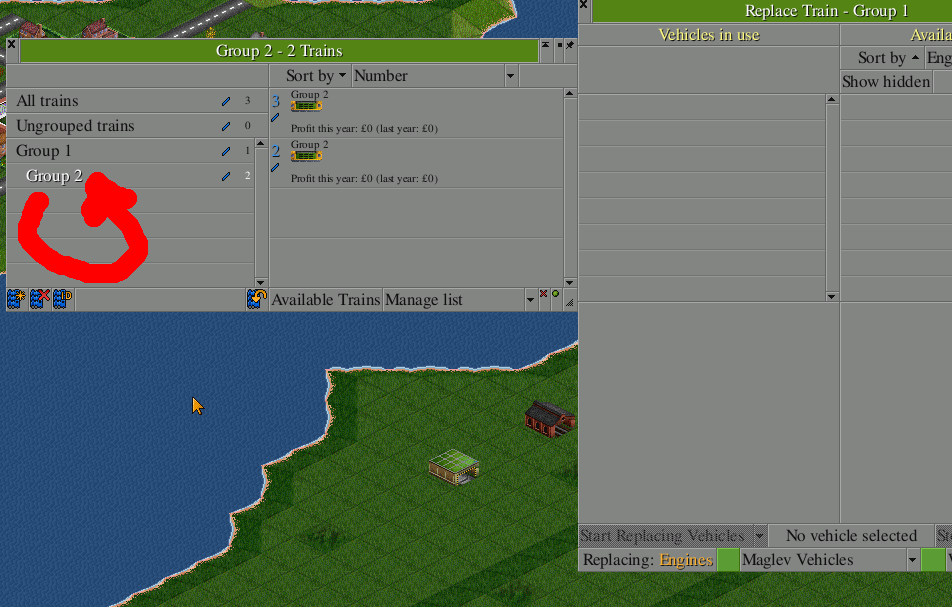 Replace Train - Group 1
Vehicles in use
Availa
Sort by
Eng
Show hidden
Group 2 - 2 Trains
Sort by
Number
All trains
3
Ungrouped trains
0
Group 1
1
Group 2
2
3
Group 2
Profit this year: £0 (last year: £0)
2
Group 2
Profit this year: £0 (last year: £0)
Available Trains
Manage list
Start Replacing Vehicles
No vehicle selected
Sto
Replacing: Engines
Maglev Vehicles